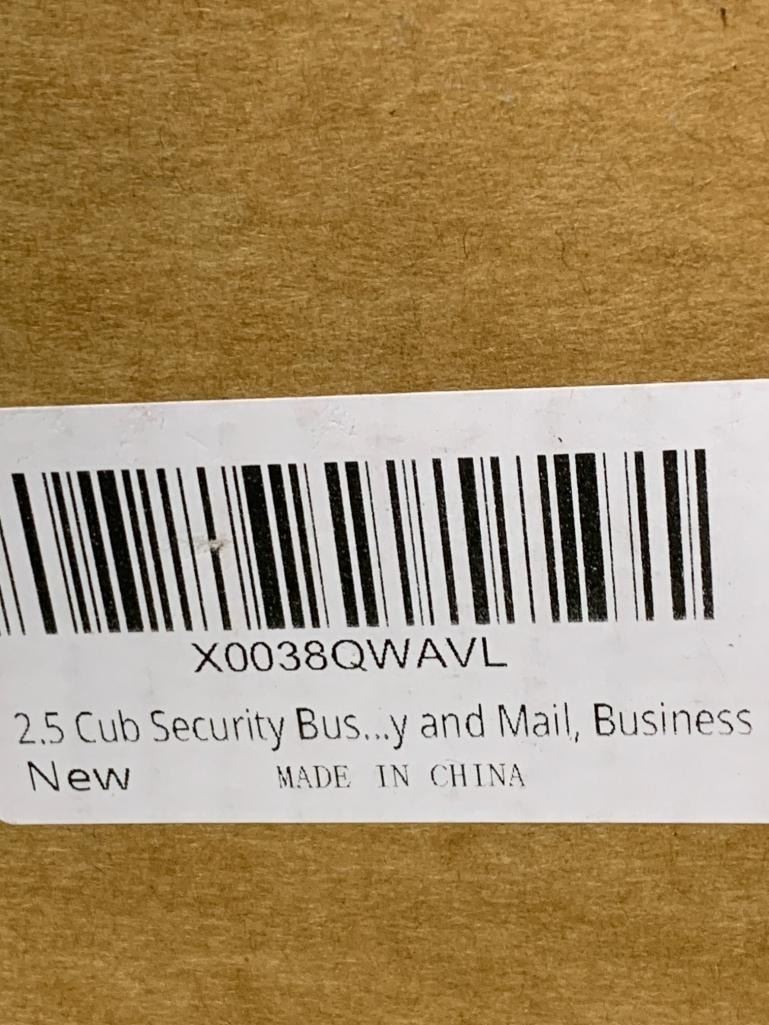 X0038QWAVL
2.5 Cub Security Bus...y and Mail, Business
New MADE IN CHINA